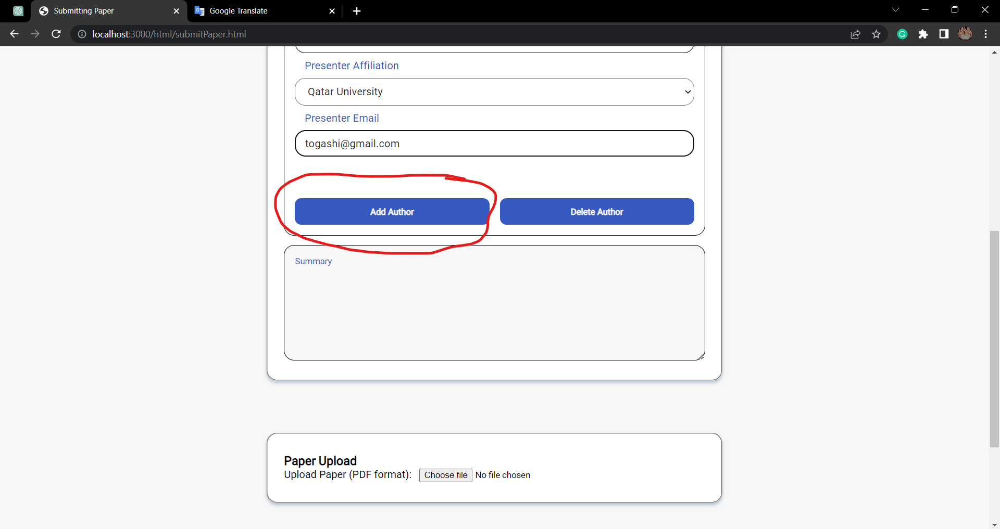 Submitting Paper
Google Translate
localhost:3000/html/submitPaper.html
Presenter Affiliation
Qatar University
Presenter Email
togashi@gmail.com
Add Author
Delete Author
Summary
Paper Upload
Upload Paper (PDF format): Choose file No file chosen